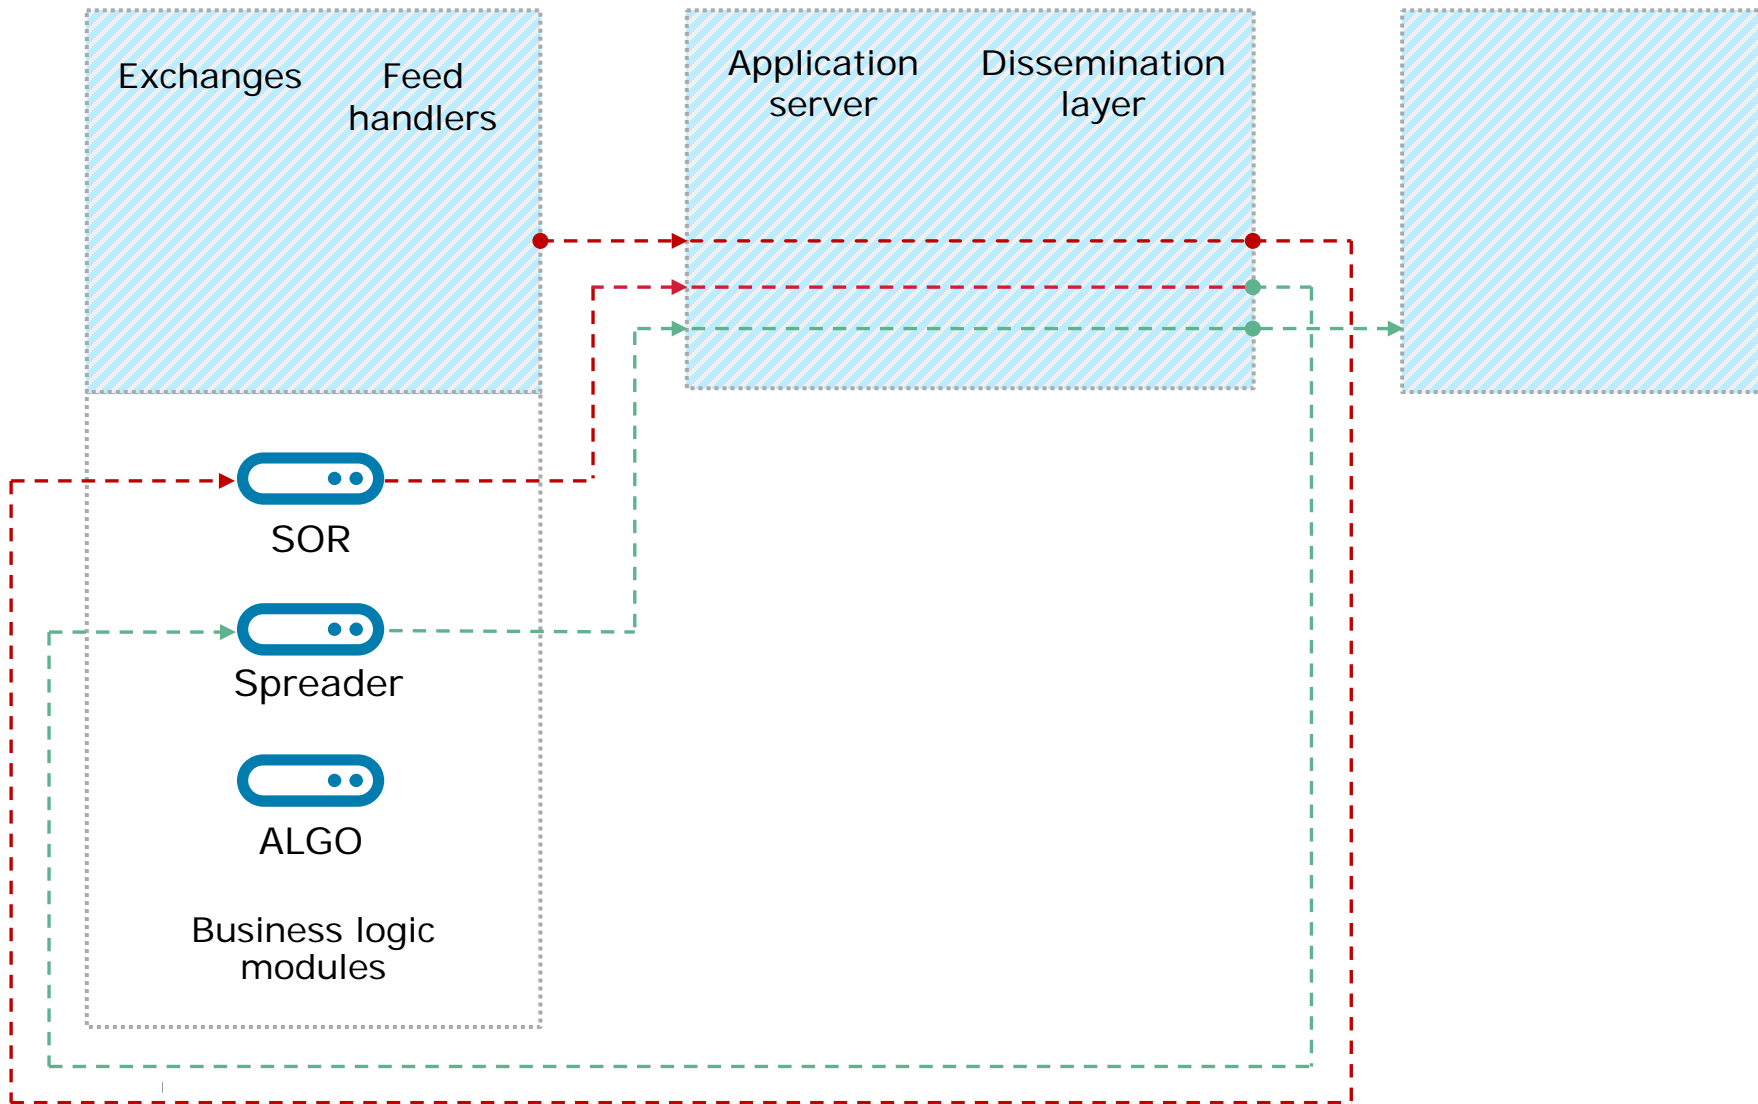 Exchanges
Feed
handlers
Application
server
Dissemination
layer
SOR
Spreader
ALGO
Business logic
modules